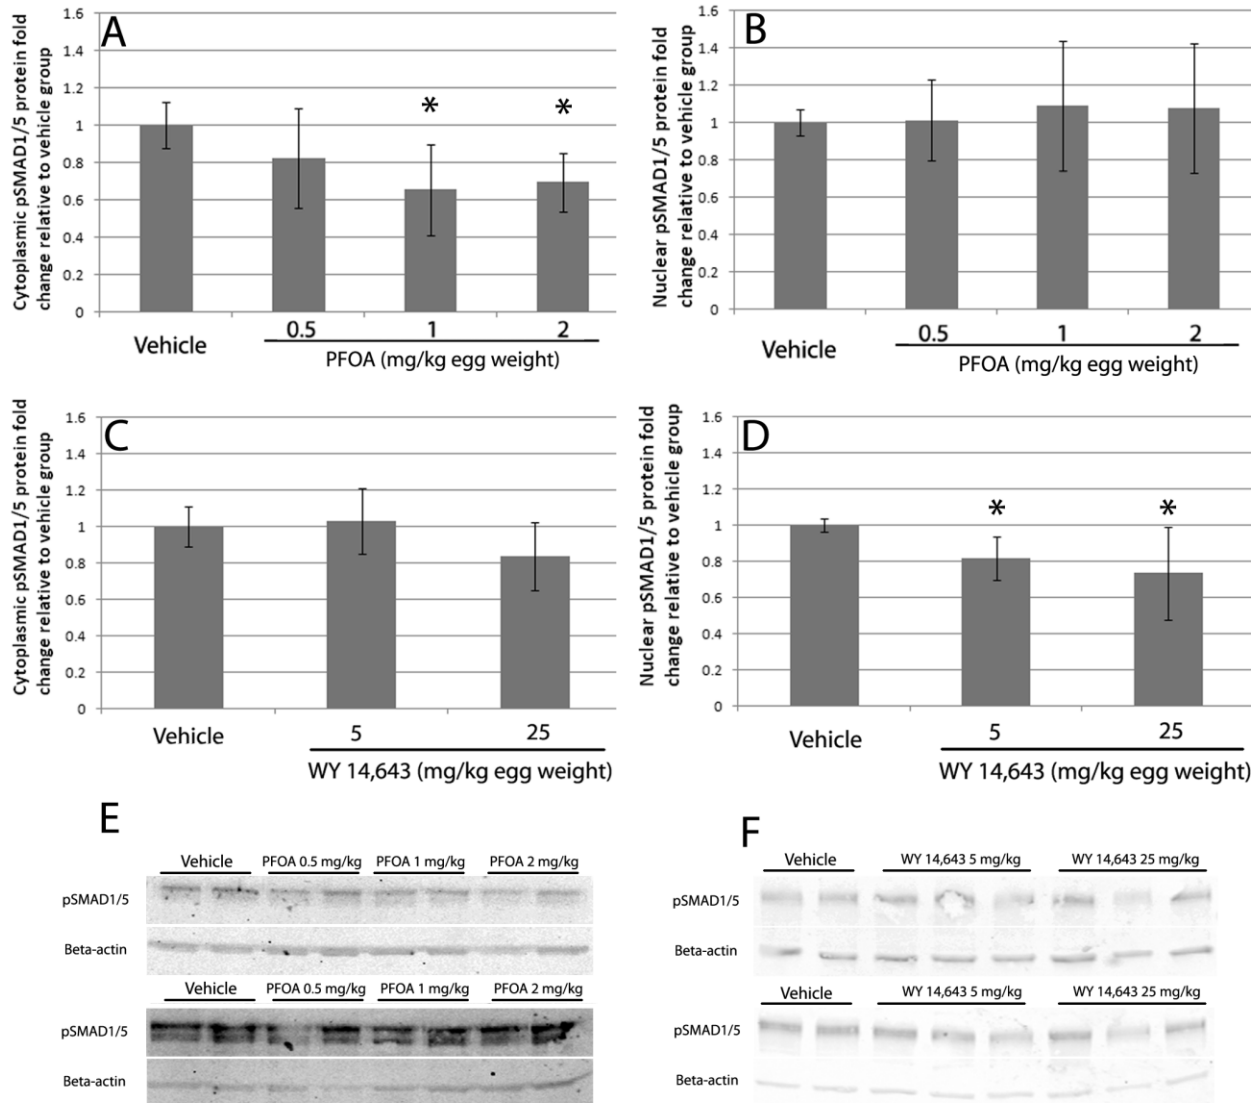 A
Cytoplasmic pSMAD1/5 protein fold
change relative to vehicle group
1.6
1.4
1.2
1
0.8
0.6
0.4
0.2
0
*
*
Vehicle
0.5
1
2
PFOA (mg/kg egg weight)
B
Nuclear pSMAD1/5 protein fold
change relative to vehicle group
1.6
1.4
1.2
1
0.8
0.6
0.4
0.2
0
Vehicle
0.5
1
2
PFOA (mg/kg egg weight)
C
Cytoplasmic pSMAD1/5 protein fold
change relative to vehicle group
1.6
1.4
1.2
1
0.8
0.6
0.4
0.2
0
Vehicle
5
25
WY 14,643 (mg/kg egg weight)
D
Nuclear pSMAD1/5 protein fold
change relative to vehicle group
1.6
1.4
1.2
1
0.8
0.6
0.4
0.2
0
*
*
Vehicle
5
25
WY 14,643 (mg/kg egg weight)
E
Vehicle PFOA 0.5 mg/kg PFOA 1 mg/kg PFOA 2 mg/kg
pSMAD1/5
Beta-actin
Vehicle PFOA 0.5 mg/kg PFOA 1 mg/kg PFOA 2 mg/kg
pSMAD1/5
Beta-actin
F
Vehicle WY 14,643 5 mg/kg WY 14,643 25 mg/kg
pSMAD1/5
Beta-actin
Vehicle WY 14,643 5 mg/kg WY 14,643 25 mg/kg
pSMAD1/5
Beta-actin